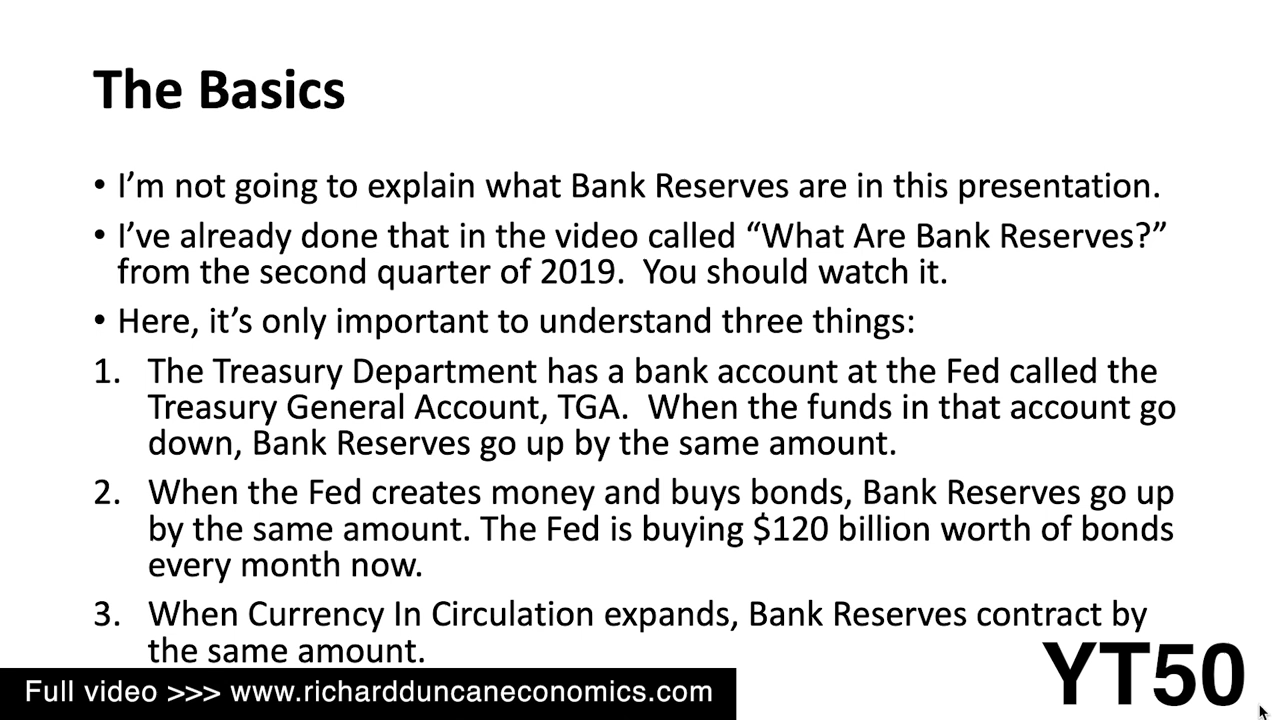 The Basics
• I’m not going to explain what Bank Reserves are in this presentation.
• I’ve already done that in the video called “What Are Bank Reserves?”
from the second quarter of 2019.  You should watch it.
• Here, it’s only important to understand three things:
1. The Treasury Department has a bank account at the Fed called the
Treasury General Account, TGA.  When the funds in that account go
down, Bank Reserves go up by the same amount.
2. When the Fed creates money and buys bonds, Bank Reserves go up
by the same amount. The Fed is buying $120 billion worth of bonds
every month now.
3. When Currency In Circulation expands, Bank Reserves contract by
the same amount.
YT50
Full video >>> www.richardduncaneconomics.com